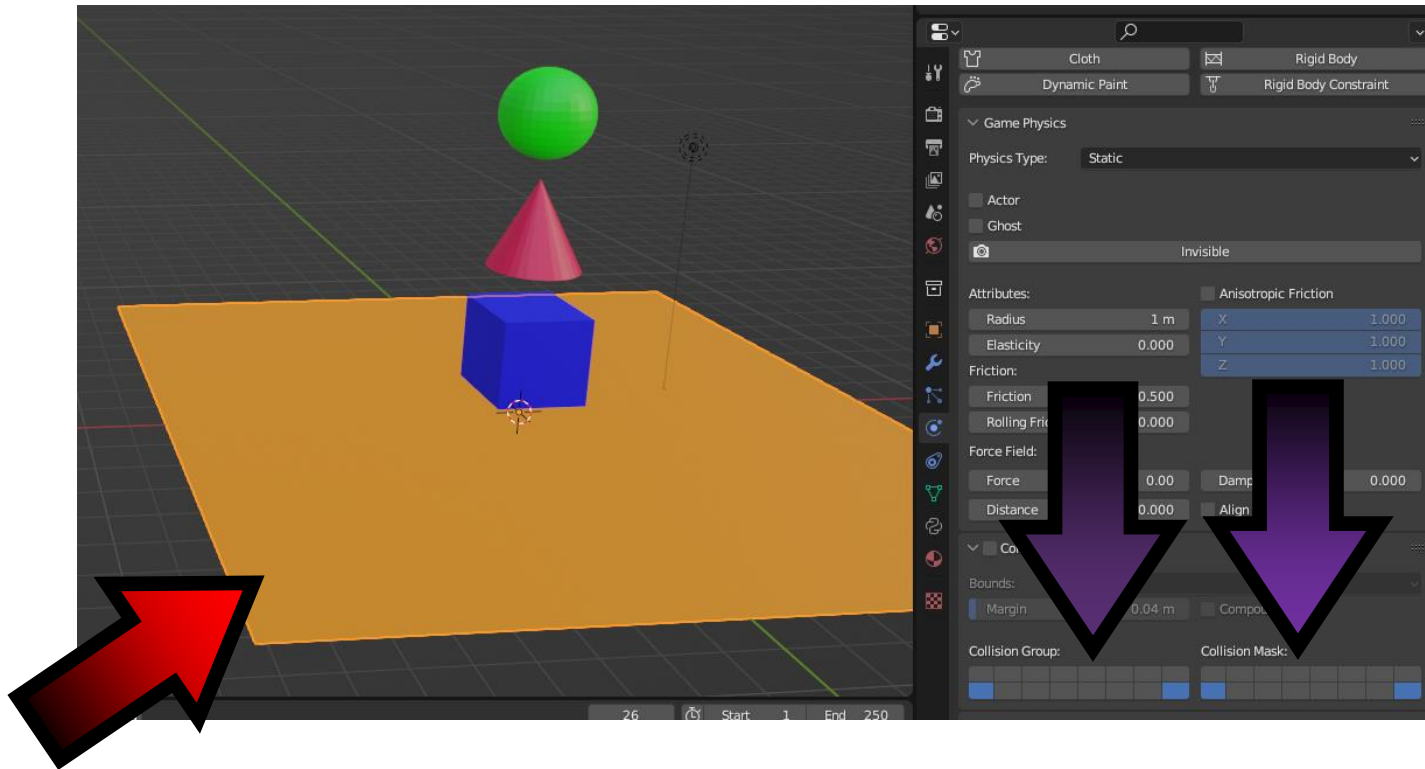 Cloth Rigid Body
Dynamic Paint Rigid Body Constraint
Game Physics
Physics Type: Static
Actor
Ghost
Invisible
Attributes: Anisotropic Friction
Radius 1 m X 1.000
Elasticity 0.000 Y 1.000
Friction: Z 1.000
Friction 0.500
Rolling 0.000
Force Field:
Force 0.00 0.000
Distance 0.000 Align
Bounds:
Margin 0.04 m
Collision Group: Collision Mask:
26 Start 1 End 250